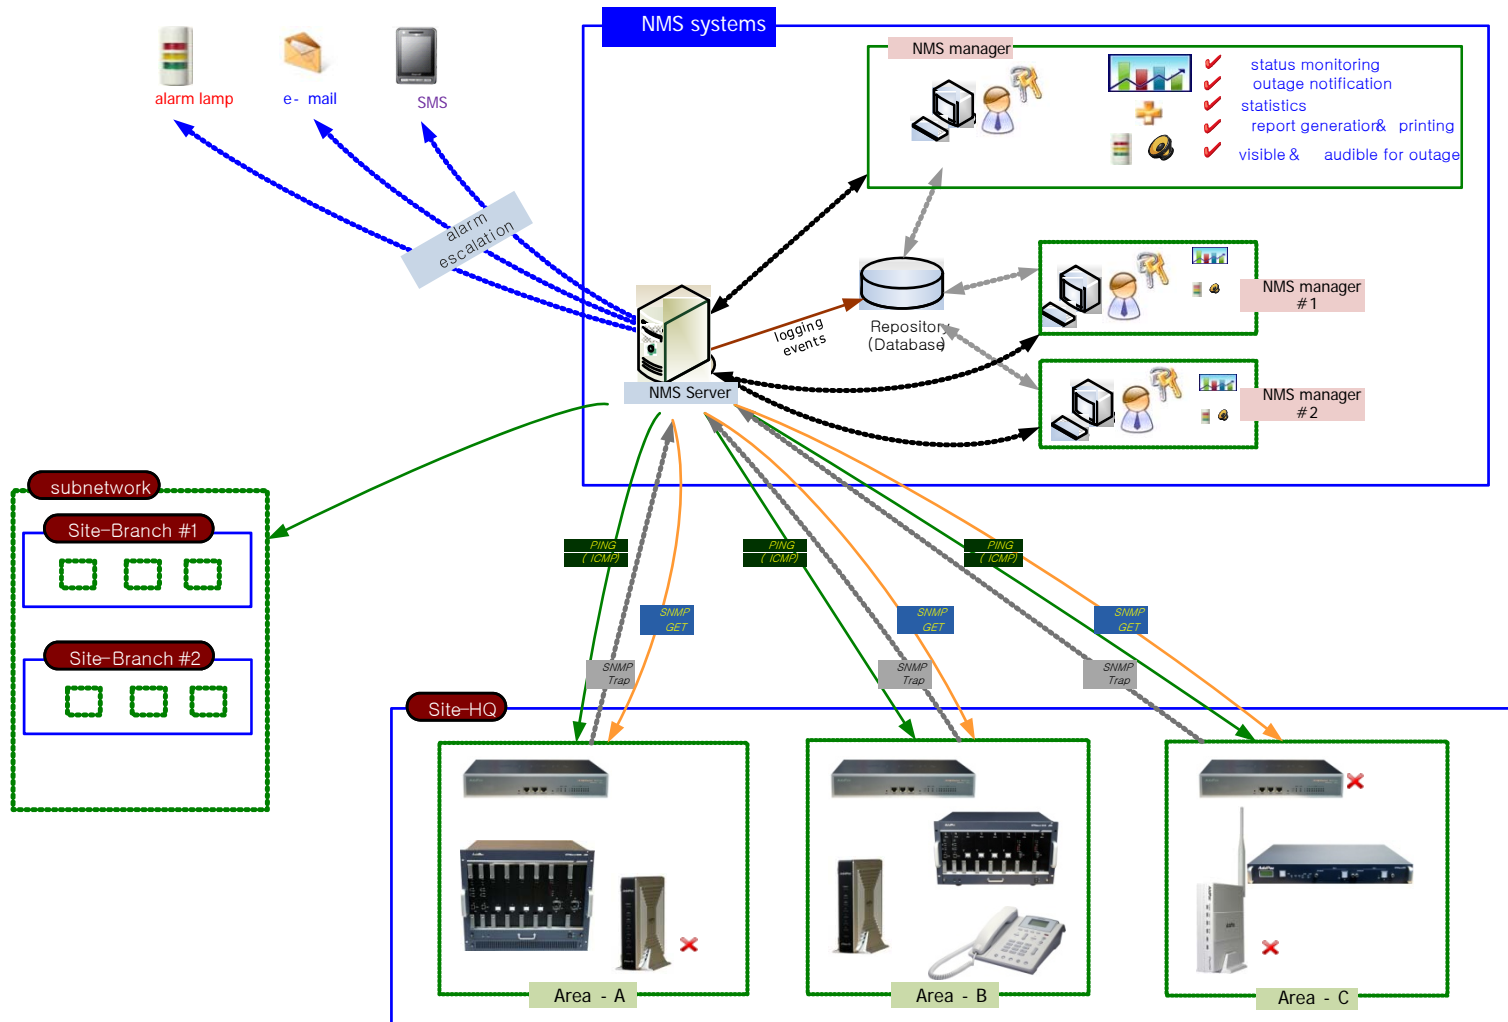 NMS systems
alarm lamp
e- mail
SMS
alarm
escalation
NMS manager
status monitoring
outage notification
statistics
report generation& printing
visible & audible for outage
NMS manager
#1
NMS manager
#2
Repository
(Database)
logging
events
NMS Server
subnetwork
Site-Branch #1
Site-Branch #2
PING
( ICMP)
PING
( ICMP)
PING
( ICMP)
SNMP
GET
SNMP
GET
SNMP
GET
SNMP
Trap
SNMP
Trap
SNMP
Trap
Site-HQ
Area - A
Area - B
Area - C